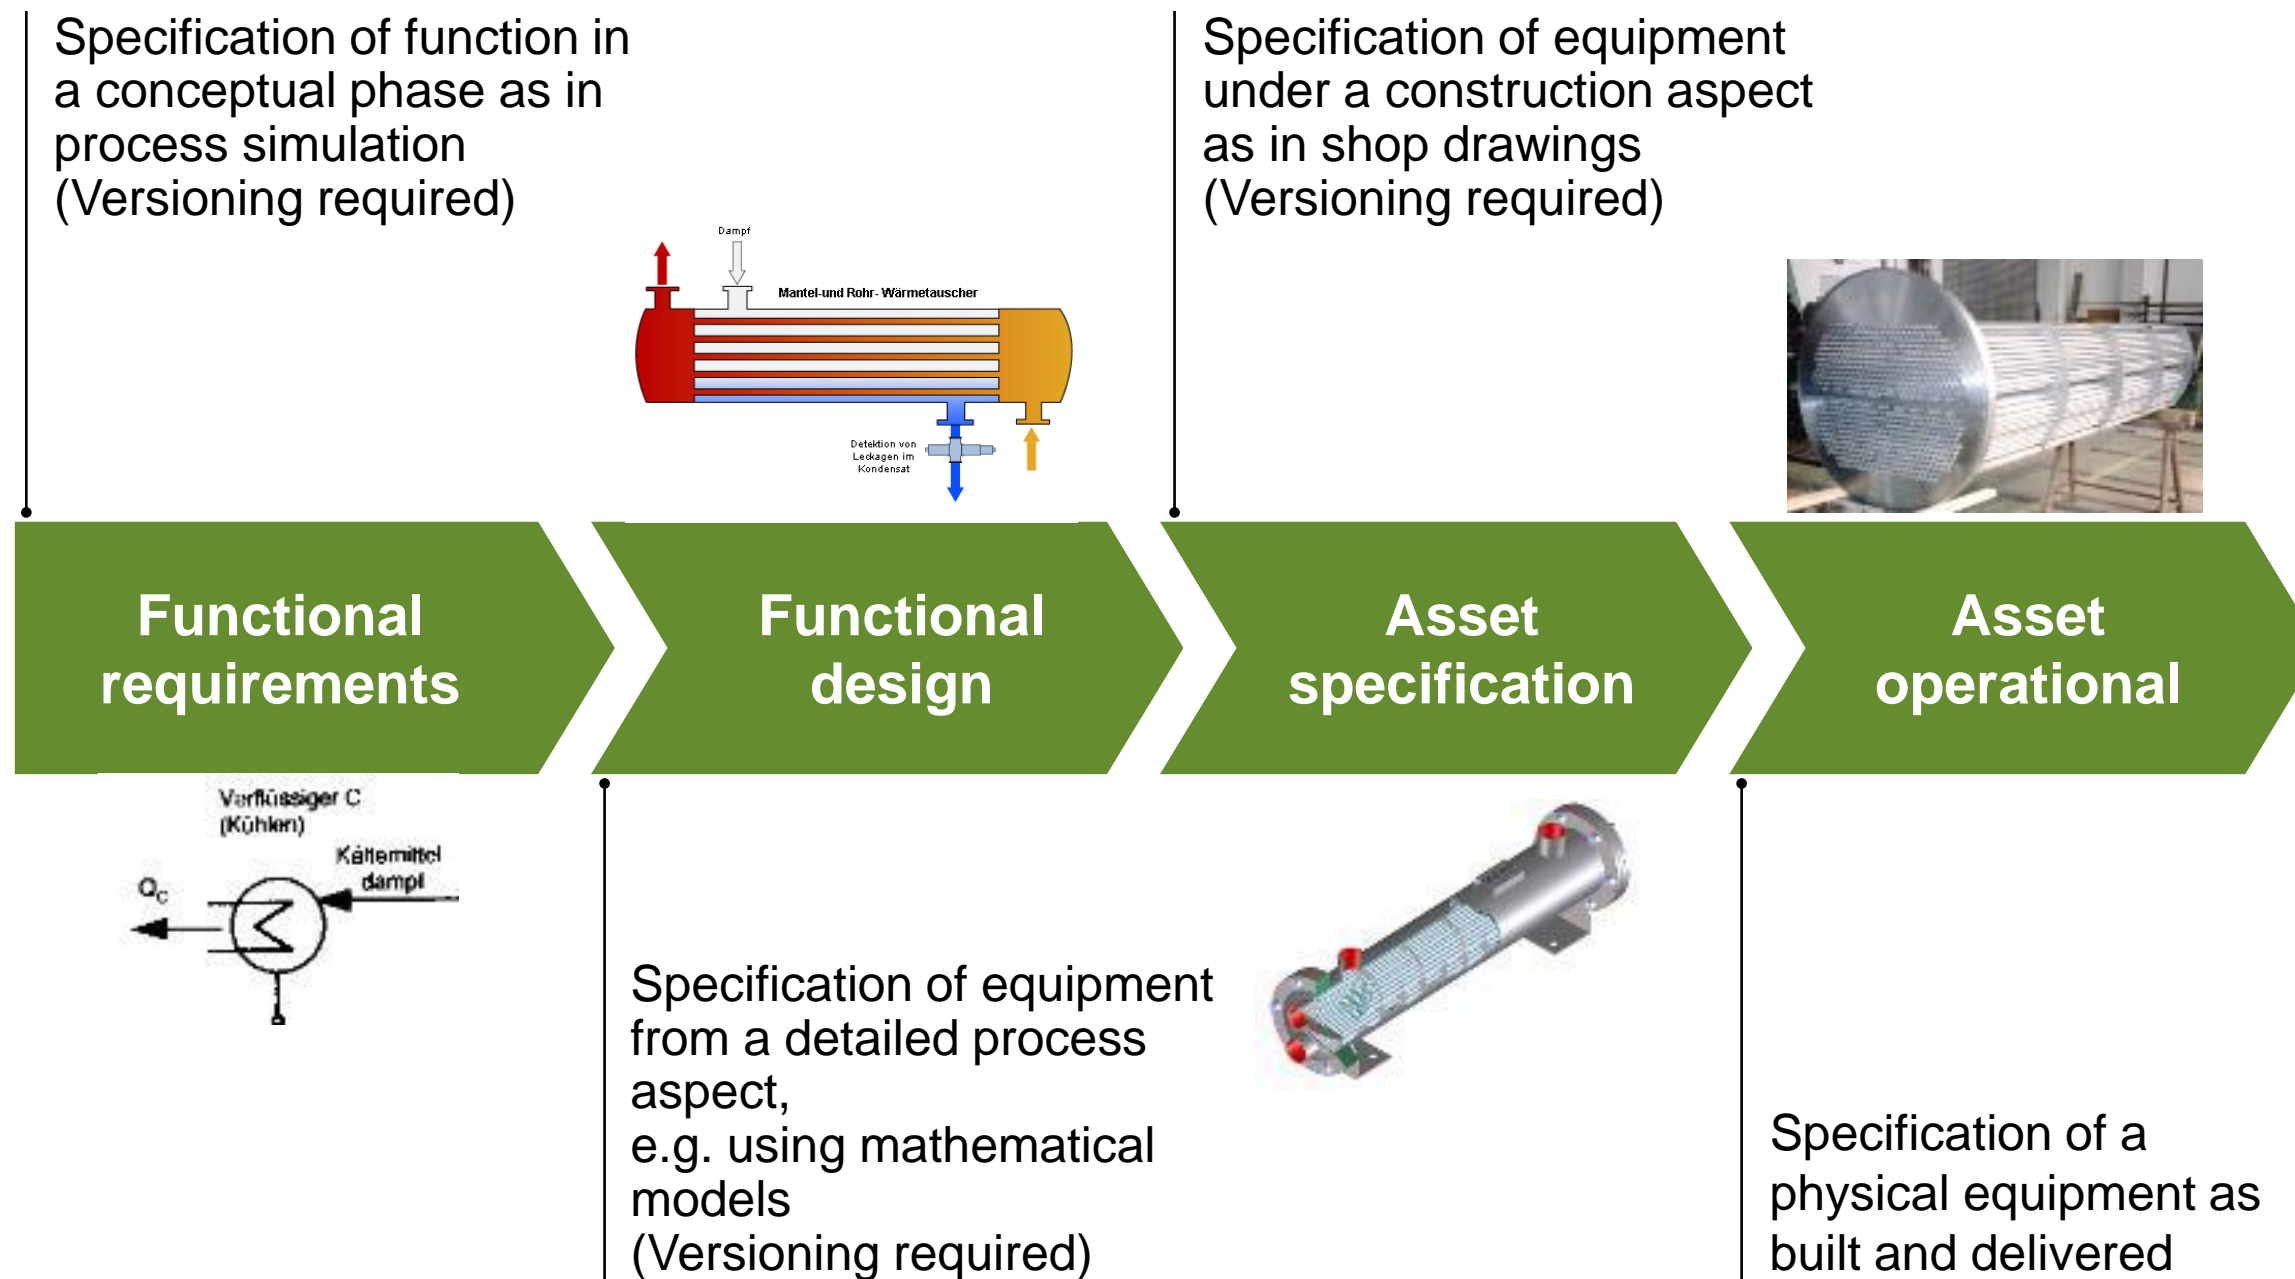 Specification of function in
a conceptual phase as in
process simulation
(Versioning required)
Specification of equipment
under a construction aspect
as in shop drawings
(Versioning required)
Dampf
Mantel-und Rohr- Wärmetauscher
Detektion von
Leckagen im
Kondensat
Functional
requirements
Functional
design
Asset
specification
Asset
operational
Verflüssiger C
(Kühlen)
Kältemittel
dampf
Qc
Specification of equipment
from a detailed process
aspect,
e.g. using mathematical
models
(Versioning required)
Specification of a
physical equipment as
built and delivered